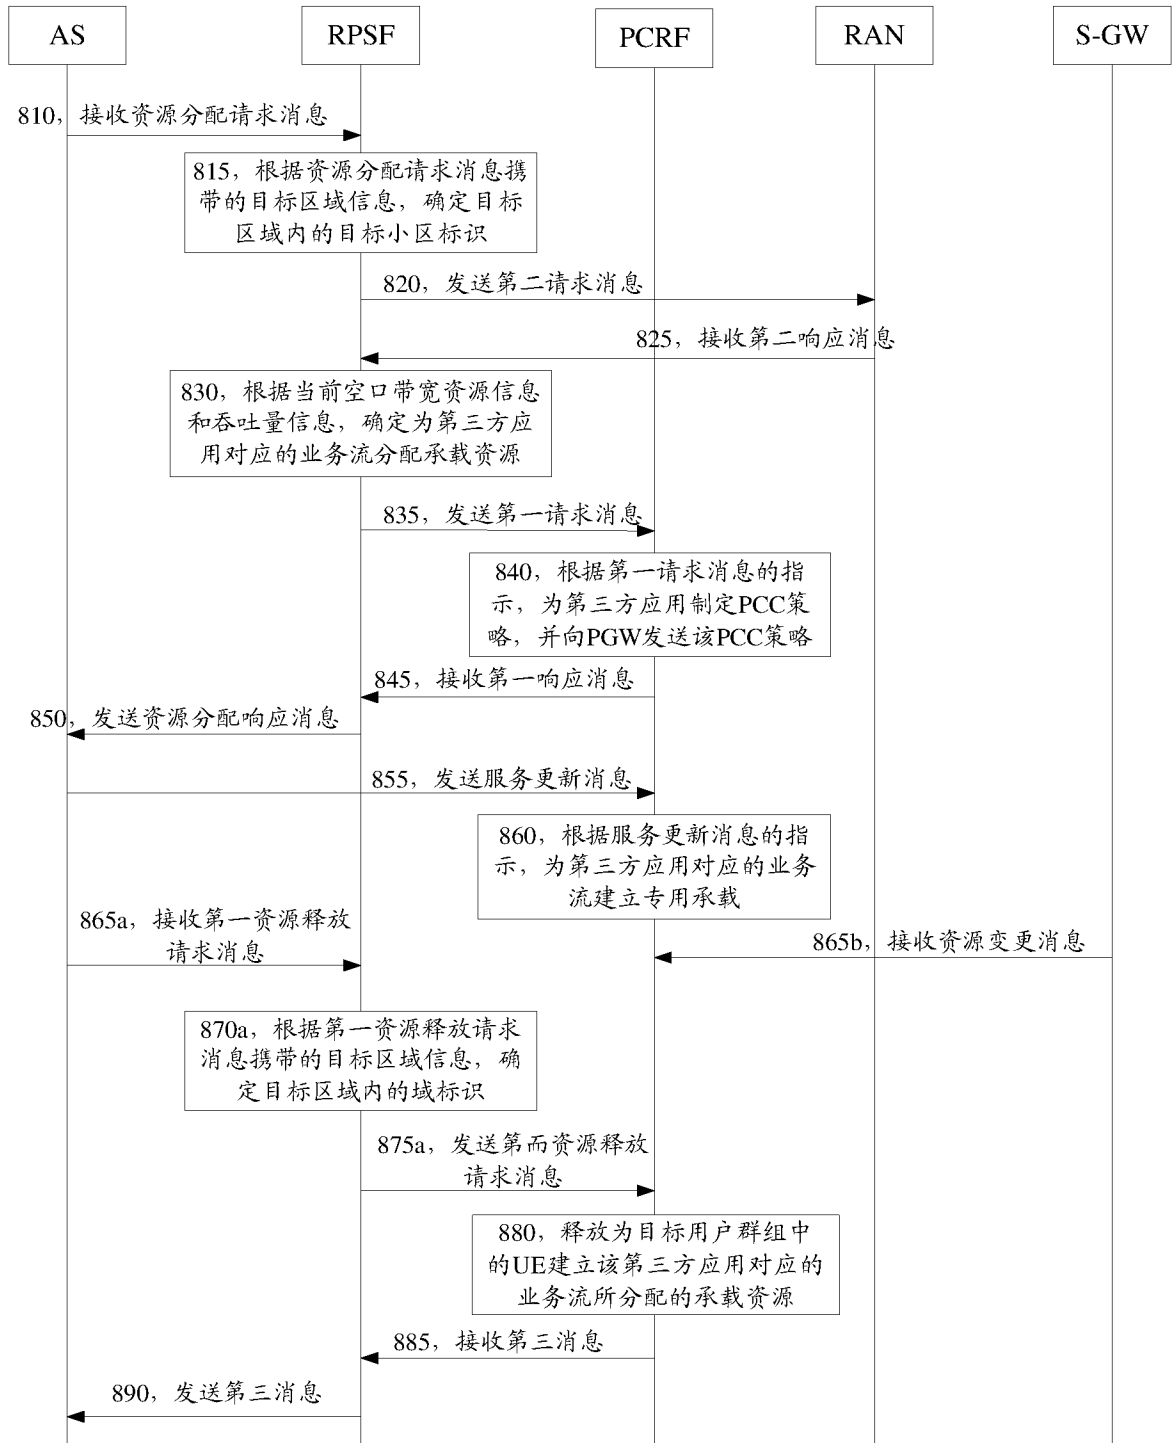 AS
RPSF
PCRF
RAN
S-GW
810，接收资源分配请求消息
815，根据资源分配请求消息携
带的目标区域信息，确定目标
区域内的目标小区标识
820，发送第二请求消息
825，接收第二响应消息
830，根据当前空口带宽资源信息
和吞吐量信息，确定为第三方应
用对应的业务流分配承载资源
835，发送第一请求消息
840，根据第一请求消息的指
示，为第三方应用制定PCC策
略，并向PGW发送该PCC策略
845，接收第一响应消息
850，发送资源分配响应消息
855，发送服务更新消息
860，根据服务更新消息的指
示，为第三方应用对应的业务
流建立专用承载
865a，接收第一资源释放
请求消息
865b，接收资源变更消息
870a，根据第一资源释放请求
消息携带的目标区域信息，确
定目标区域内的域标识
875a，发送第而资源释放
请求消息
880，释放为目标用户群组中
的UE建立该第三方应用对应的
业务流所分配的承载资源
885，接收第三消息
890，发送第三消息